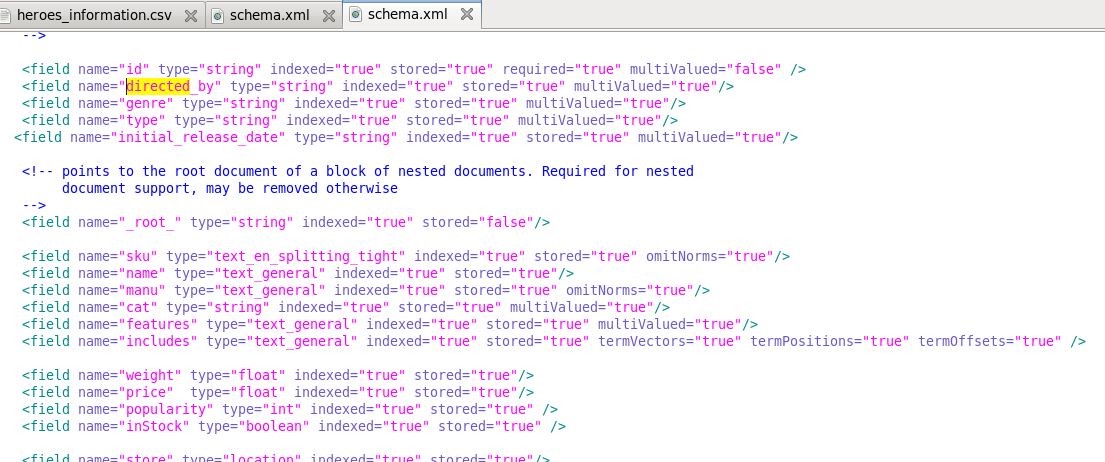 heroes_information.csv schema.xml schema.xml
-->
<field name="id" type="string" indexed="true" stored="true" required="true" multiValued="false" />
<field name="directed_by" type="string" indexed="true" stored="true" multiValued="true"/>
<field name="genre" type="string" indexed="true" stored="true" multiValued="true"/>
<field name="type" type="string" indexed="true" stored="true" multiValued="true"/>
<field name="initial_release_date" type="string" indexed="true" stored="true" multiValued="true"/>
<!-- points to the root document of a block of nested documents. Required for nested
document support, may be removed otherwise
-->
<field name="_root_" type="string" indexed="true" stored="false"/>
<field name="sku" type="text_en_splitting_tight" indexed="true" stored="true" omitNorms="true"/>
<field name="name" type="text_general" indexed="true" stored="true"/>
<field name="manu" type="text_general" indexed="true" stored="true" omitNorms="true"/>
<field name="cat" type="string" indexed="true" stored="true" multiValued="true"/>
<field name="features" type="text_general" indexed="true" stored="true" multiValued="true"/>
<field name="includes" type="text_general" indexed="true" stored="true" termVectors="true" termPositions="true" termOffsets="true" />
<field name="weight" type="float" indexed="true" stored="true"/>
<field name="price"  type="float" indexed="true" stored="true"/>
<field name="popularity" type="int" indexed="true" stored="true" />
<field name="inStock" type="boolean" indexed="true" stored="true" />
<field name="store" type="location" indexed="true" stored="true"/>